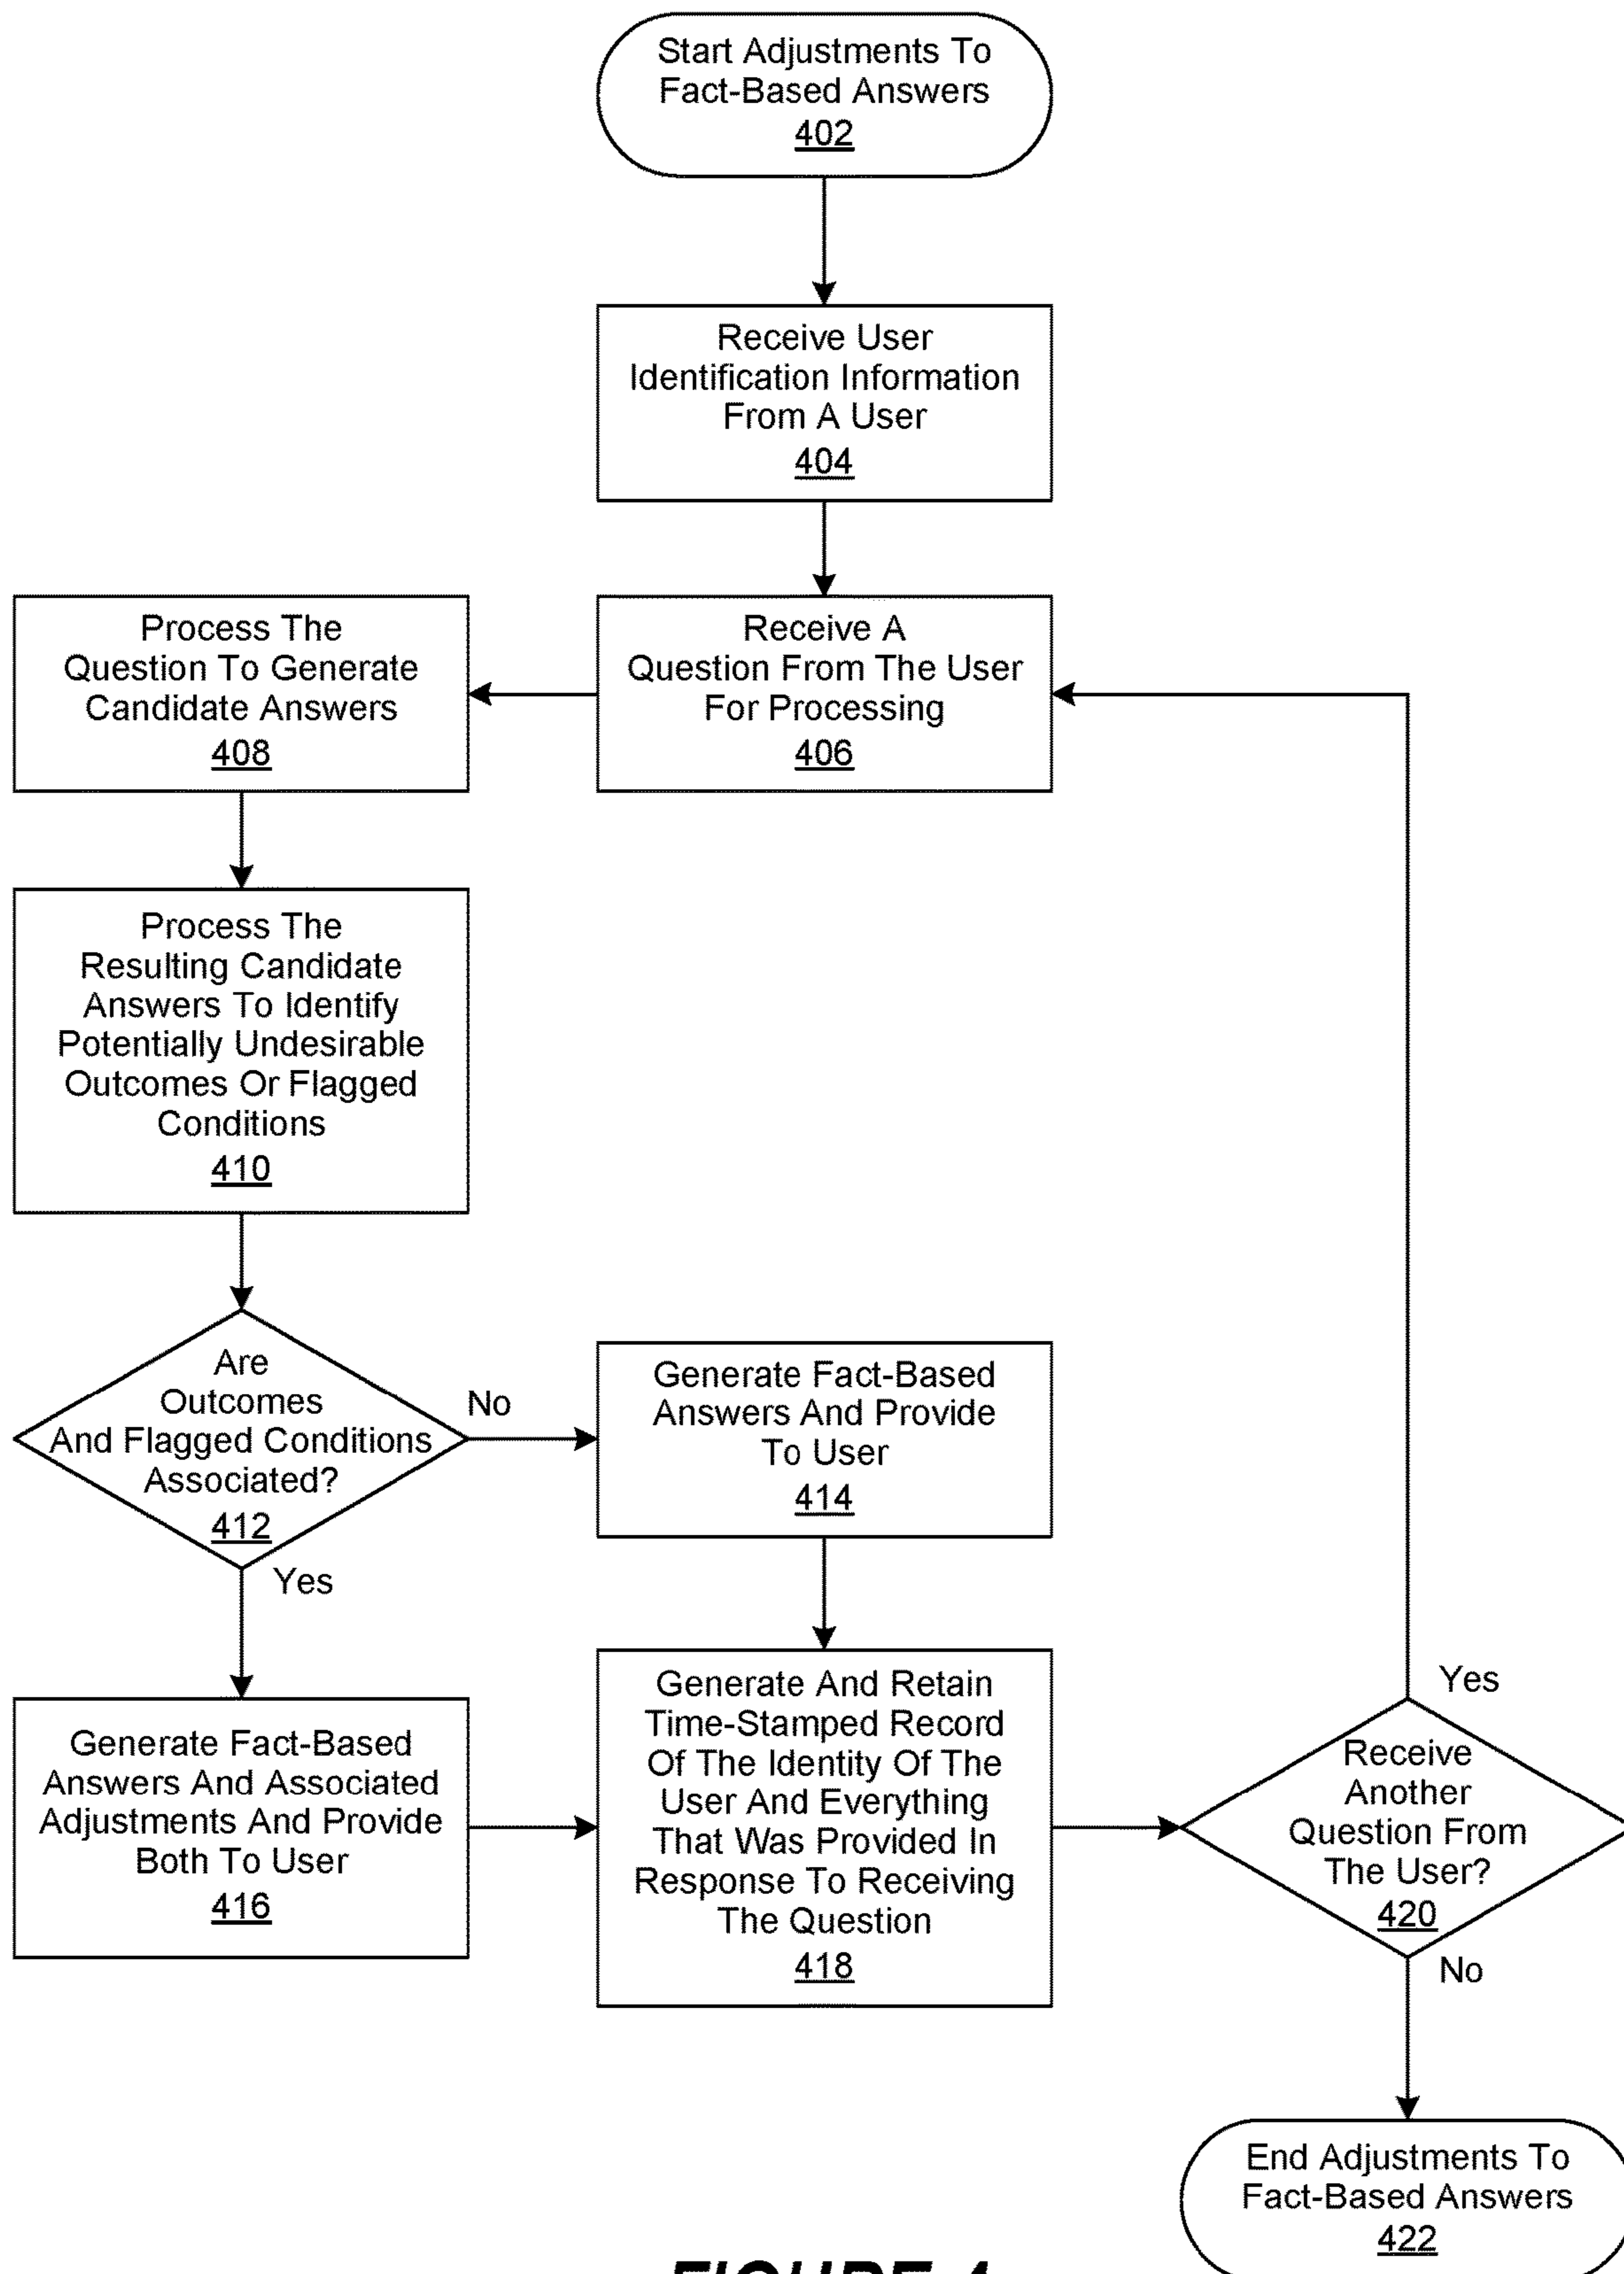 Start Adjustments To
Fact-Based Answers
402
Receive User
Identification Information
From A User
404
Process The
Question To Generate
Candidate Answers
408
Receive A
Question From The User
For Processing
406
Process The
Resulting Candidate
Answers To Identify
Potentially Undesirable
Outcomes Or Flagged
Conditions
410
Are
Outcomes
And Flagged Conditions
Associated?
412
No
Yes
Generate Fact-Based
Answers And Provide
To User
414
Generate Fact-Based
Answers And Associated
Adjustments And Provide
Both To User
416
Generate And Retain
Time-Stamped Record
Of The Identity Of The
User And Everything
That Was Provided In
Response To Receiving
The Question
418
Yes
Receive
Another
Question From
The User?
420
No
End Adjustments To
Fact-Based Answers
422
FIGURE 4